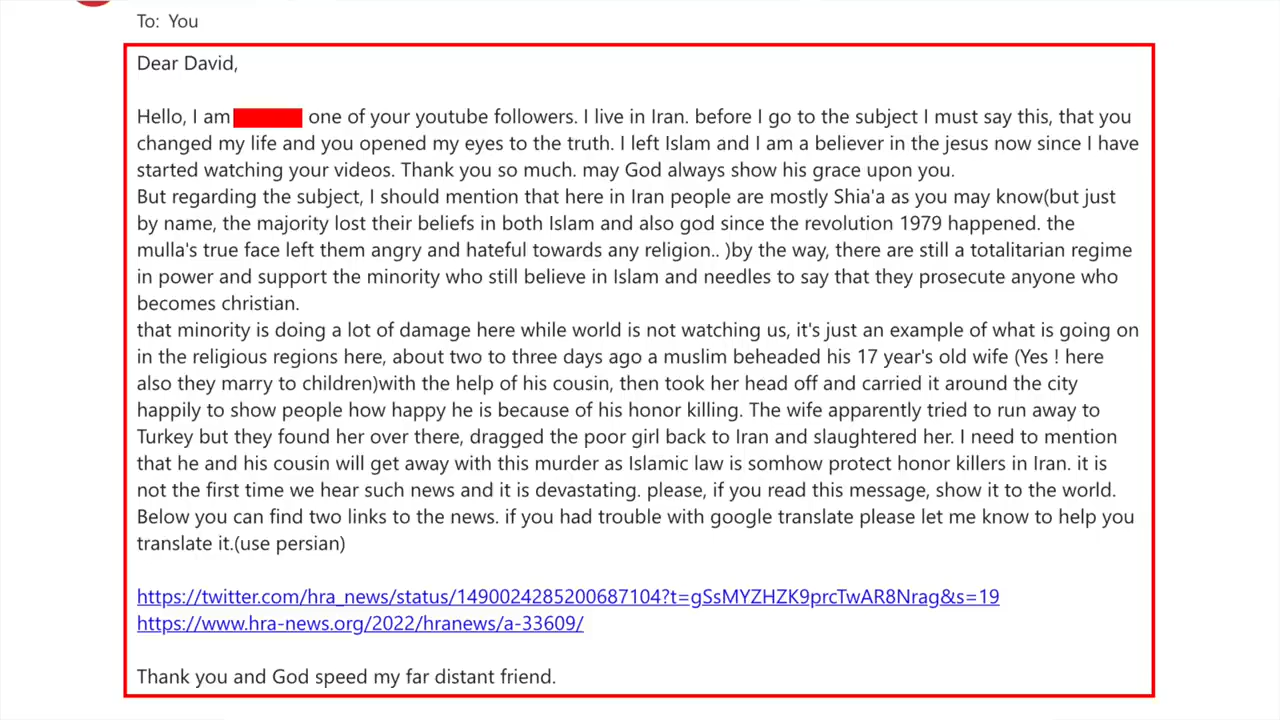 To: You
Dear David,
Hello, I am one of your youtube followers. I live in Iran. before I go to the subject I must say this, that you
changed my life and you opened my eyes to the truth. I left Islam and I am a believer in the jesus now since I have
started watching your videos. Thank you so much. may God always show his grace upon you.
But regarding the subject, I should mention that here in Iran people are mostly Shia'a as you may know(but just
by name, the majority lost their beliefs in both Islam and also god since the revolution 1979 happened. the
mulla's true face left them angry and hateful towards any religion.. )by the way, there are still a totalitarian regime
in power and support the minority who still believe in Islam and needles to say that they prosecute anyone who
becomes christian.
that minority is doing a lot of damage here while world is not watching us, it's just an example of what is going on
in the religious regions here, about two to three days ago a muslim beheaded his 17 year's old wife (Yes ! here
also they marry to children)with the help of his cousin, then took her head off and carried it around the city
happily to show people how happy he is because of his honor killing. The wife apparently tried to run away to
Turkey but they found her over there, dragged the poor girl back to Iran and slaughtered her. I need to mention
that he and his cousin will get away with this murder as Islamic law is somhow protect honor killers in Iran. it is
not the first time we hear such news and it is devastating. please, if you read this message, show it to the world.
Below you can find two links to the news. if you had trouble with google translate please let me know to help you
translate it.(use persian)
https://twitter.com/hra_news/status/1490024285200687104?t=gSsMYZHZK9prcTwAR8Nrag&s=19
https://www.hra-news.org/2022/hranews/a-33609/
Thank you and God speed my far distant friend.